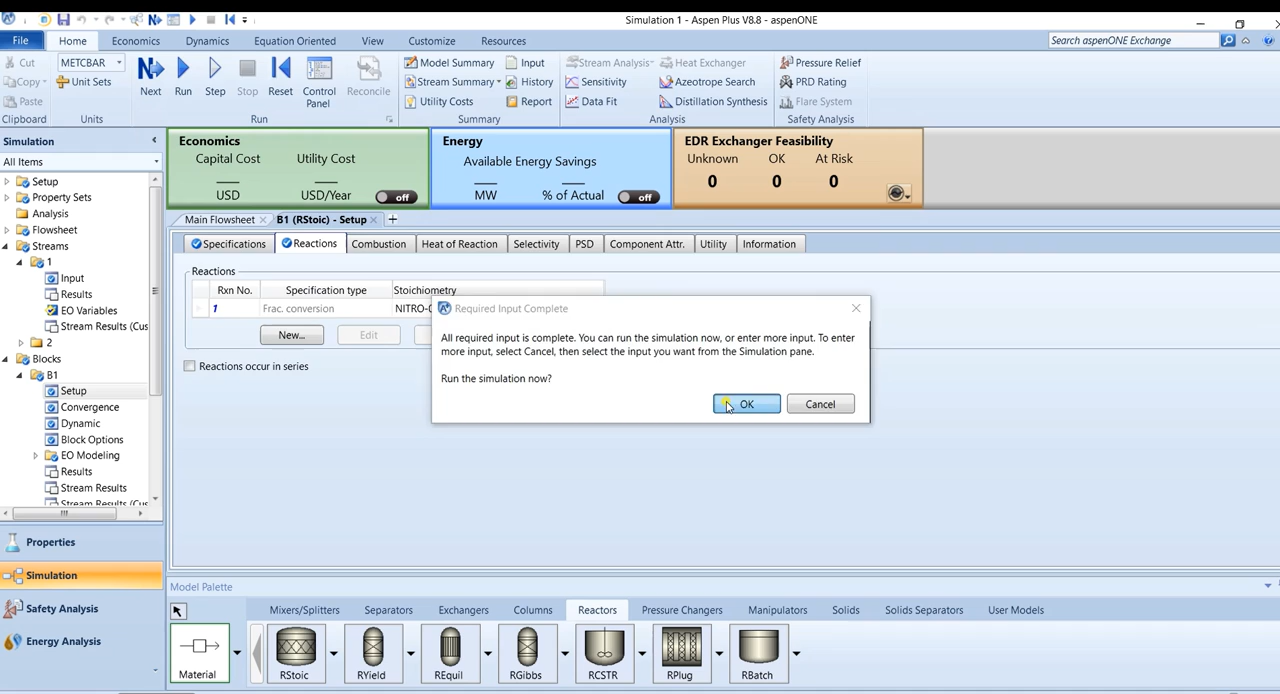 Simulation 1 - Aspen Plus V8.8 - aspenONE
File Home Economics Dynamics Equation Oriented View Customize Resources Search aspenONE Exchange
Cut METCBAR Model Summary Input Stream Analysis Heat Exchanger Pressure Relief
Copy Unit Sets Next Run Step Stop Reset Control Panel Reconcile Stream Summary History Sensitivity Azeotrope Search PRD Rating
Paste Utility Costs Report Data Fit Distillation Synthesis Flare System
Clipboard Units Run Summary Analysis Safety Analysis
Simulation
All Items
Setup
Property Sets
Analysis
Flowsheet
Streams
1
Input
Results
EO Variables
Stream Results (Cus
2
Blocks
B1
Setup
Convergence
Dynamic
Block Options
EO Modeling
Results
Stream Results
Stream Results (Cus
Properties
Simulation
Safety Analysis
Energy Analysis
Economics
Capital Cost Utility Cost
USD USD/Year off
Energy
Available Energy Savings
MW % of Actual off
EDR Exchanger Feasibility
Unknown OK At Risk
0 0 0
Main Flowsheet B1 (RStoic) - Setup
Specifications Reactions Combustion Heat of Reaction Selectivity PSD Component Attr. Utility Information
Reactions
Rxn No. Specification type Stoichiometry
1 Frac. conversion
New... Edit
Reactions occur in series
Required Input Complete
All required input is complete. You can run the simulation now, or enter more input. To enter
more input, select Cancel, then select the input you want from the Simulation pane.
Run the simulation now?
OK Cancel
Model Palette
Mixers/Splitters Separators Exchangers Columns Reactors Pressure Changers Manipulators Solids Solids Separators User Models
Material RStoic RYield REquil RGibbs RCSTR RPlug RBatch